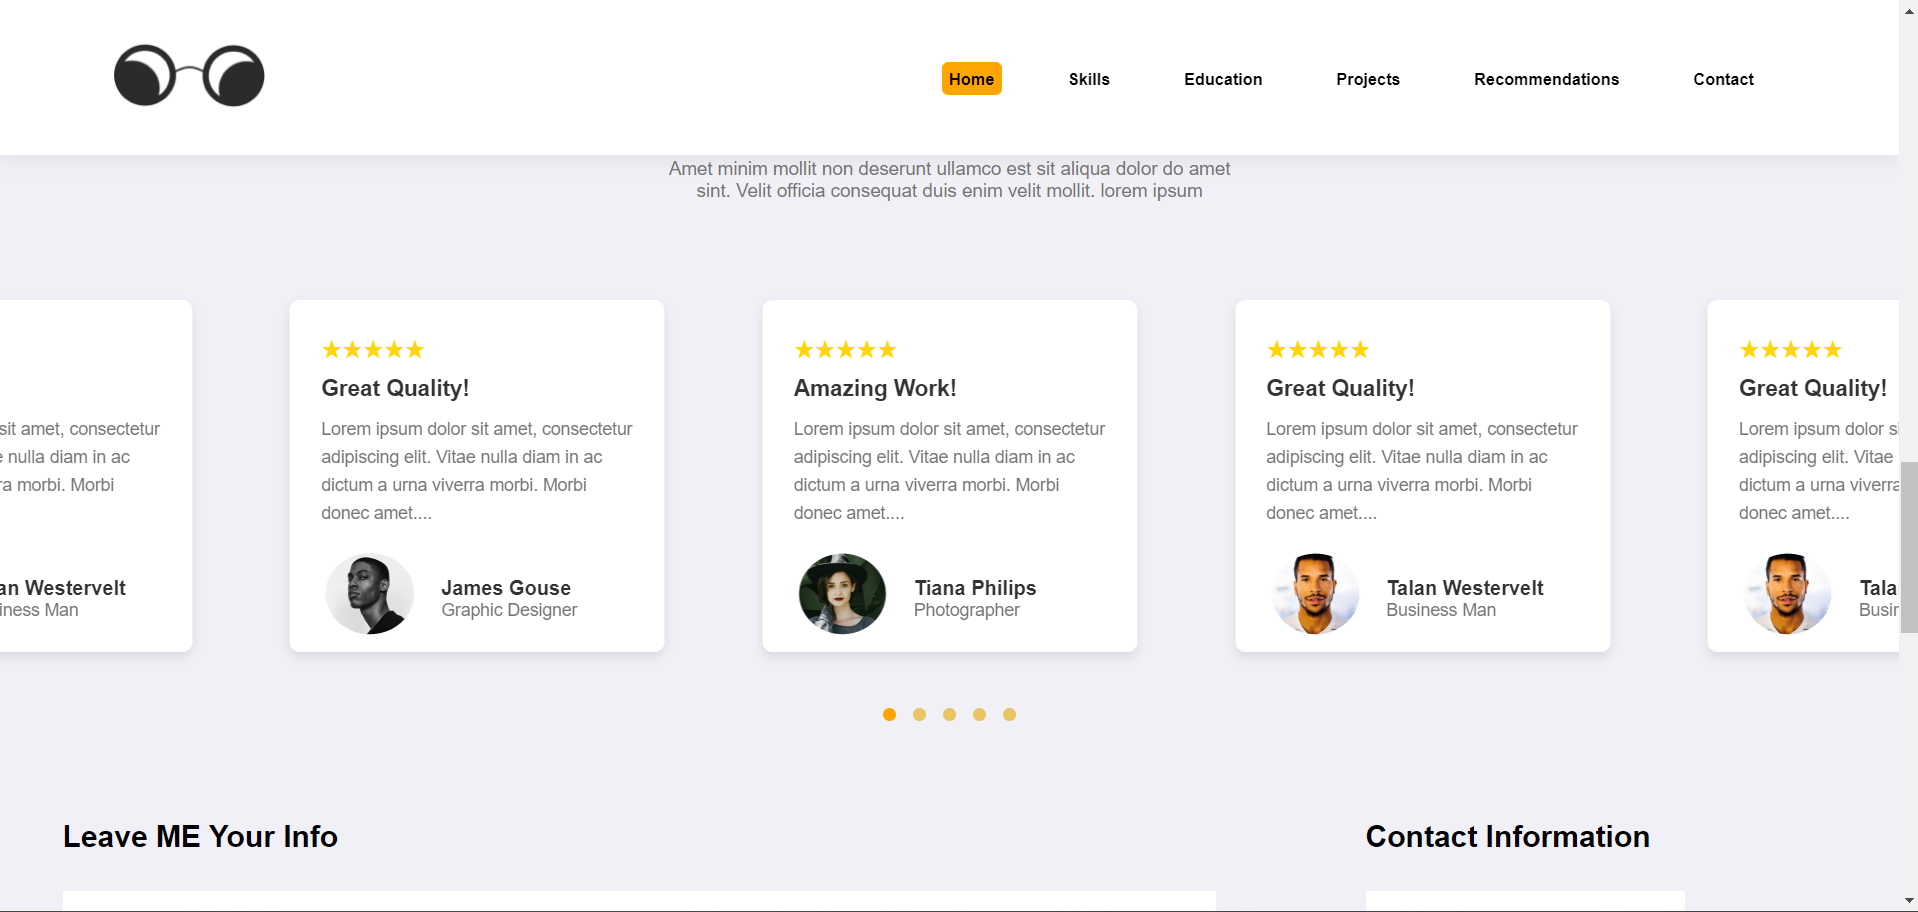 Home Skills Education Projects Recommendations Contact
Amet minim mollit non deserunt ullamco est sit aliqua dolor do amet
sint. Velit officia consequat duis enim velit mollit. lorem ipsum
sit amet, consectetur
nulla diam in ac
morbi. Morbi
Westervelt
Man
★★★★★
Great Quality!
Lorem ipsum dolor sit amet, consectetur
adipiscing elit. Vitae nulla diam in ac
dictum a urna viverra morbi. Morbi
donec amet....
James Gouse
Graphic Designer
★★★★★
Amazing Work!
Lorem ipsum dolor sit amet, consectetur
adipiscing elit. Vitae nulla diam in ac
dictum a urna viverra morbi. Morbi
donec amet....
Tiana Philips
Photographer
★★★★★
Great Quality!
Lorem ipsum dolor sit amet, consectetur
adipiscing elit. Vitae nulla diam in ac
dictum a urna viverra morbi. Morbi
donec amet....
Talan Westervelt
Business Man
★★★★★
Great Quality!
Lorem ipsum dolor
adipiscing elit. Vitae
dictum a urna viverra
donec amet....
Leave ME Your Info
Contact Information